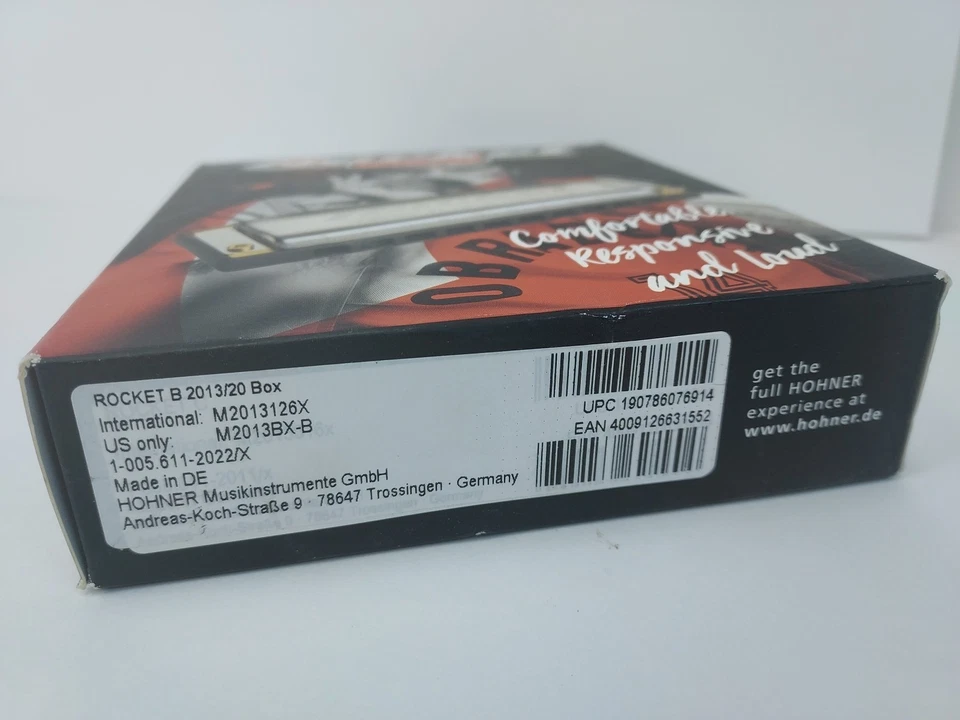 Comfortable
Responsive
and Loud
OBRA
14
ROCKET B 2013/20 Box
International: M2013126X
US only: M2013BX-B
1-005.611-2022/X
Made in DE
HOHNER Musikinstrumente GmbH
Andreas-Koch-Straße 9 · 78647 Trossingen · Germany
UPC 190786076914
EAN 4009126631552
get the
full HOHNER
experience at
www.hohner.de